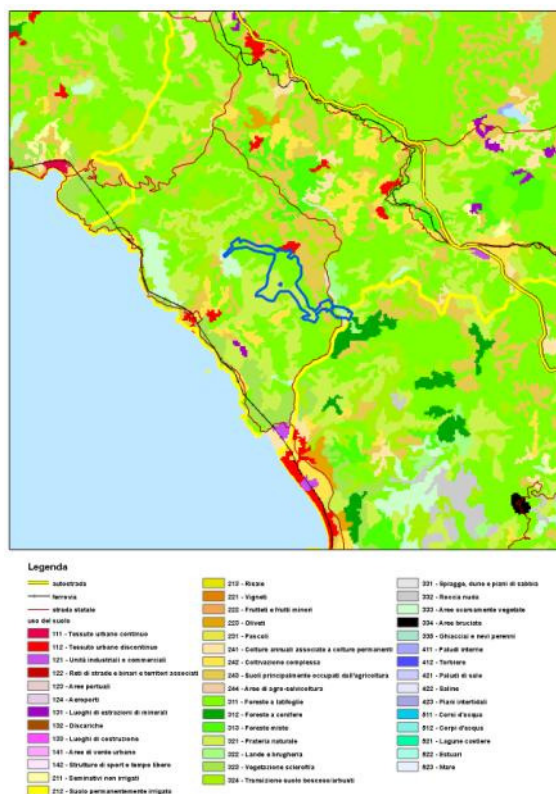 Legenda
autostrada
ferrovia
strada statale
uso del suolo
111 - Tessuto urbano continuo
112 - Tessuto urbano discontinuo
121 - Unità industriali e commerciali
122 - Reti di strade e binari e territori associati
123 - Aree portuali
124 - Aeroporti
131 - Luoghi di estrazioni di minerali
132 - Discariche
133 - Luoghi di costruzione
141 - Aree di verde urbano
142 - Strutture di sport e tempo libero
211 - Seminativi non irrigati
212 - Suolo permanentemente irrigato
213 - Risaie
221 - Vigneti
222 - Frutteti e frutti minori
223 - Oliveti
231 - Pascoli
241 - Colture annuali associate a colture permanenti
242 - Coltivazione complessa
243 - Suoli principalmente occupati dall'agricoltura
244 - Aree di agro-selvicoltura
311 - Foreste a latifoglie
312 - Foreste a conifere
313 - Foreste miste
321 - Prateria naturale
322 - Lande e brughiera
323 - Vegetazione sclerofila
324 - Transizione suolo boscoso/arbusti
331 - Spiagge, dune e piani di sabbia
332 - Roccia nuda
333 - Aree scarsamente vegetate
334 - Aree bruciate
335 - Ghiacciai e nevi perenni
411 - Paludi interne
412 - Torbiere
421 - Paludi di sale
422 - Saline
423 - Piani intertidali
511 - Corsi d'acqua
512 - Corpi d'acqua
521 - Lagune costiere
522 - Estuari
523 - Mare